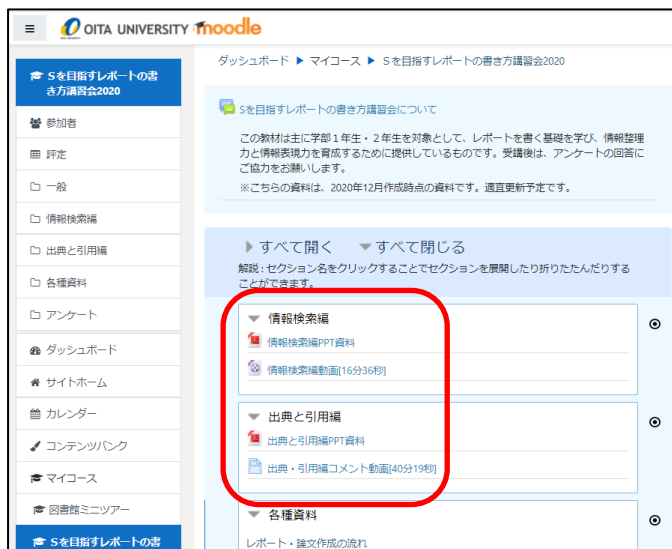 OITA UNIVERSITY moodle
Sを目指すレポートの書
き方講習会2020
参加者
評定
一般
情報検索編
出典と引用編
各種資料
アンケート
ダッシュボード
サイトホーム
カレンダー
コンテンツバンク
マイコース
図書館ミニツアー
Sを目指すレポートの書
ダッシュボード ▶ マイコース ▶ Sを目指すレポートの書き方講習会2020
Sを目指すレポートの書き方講習会について
この教材は主に学部1年生・2年生を対象として、レポートを書く基礎を学び、情報整理
力と情報表現力を育成するために提供しているものです。受講後は、アンケートの回答に
ご協力をお願いします。
※こちらの資料は、2020年12月作成時点の資料です。適宜更新予定です。
すべて開く すべて閉じる
解説 : セクション名をクリックすることでセクションを展開したり折りたたんだりする
ことができます。
情報検索編
情報検索編PPT資料
情報検索編動画[16分36秒]
出典と引用編
出典と引用編PPT資料
出典・引用編コメント動画[40分19秒]
各種資料
レポート・論文作成の流れ